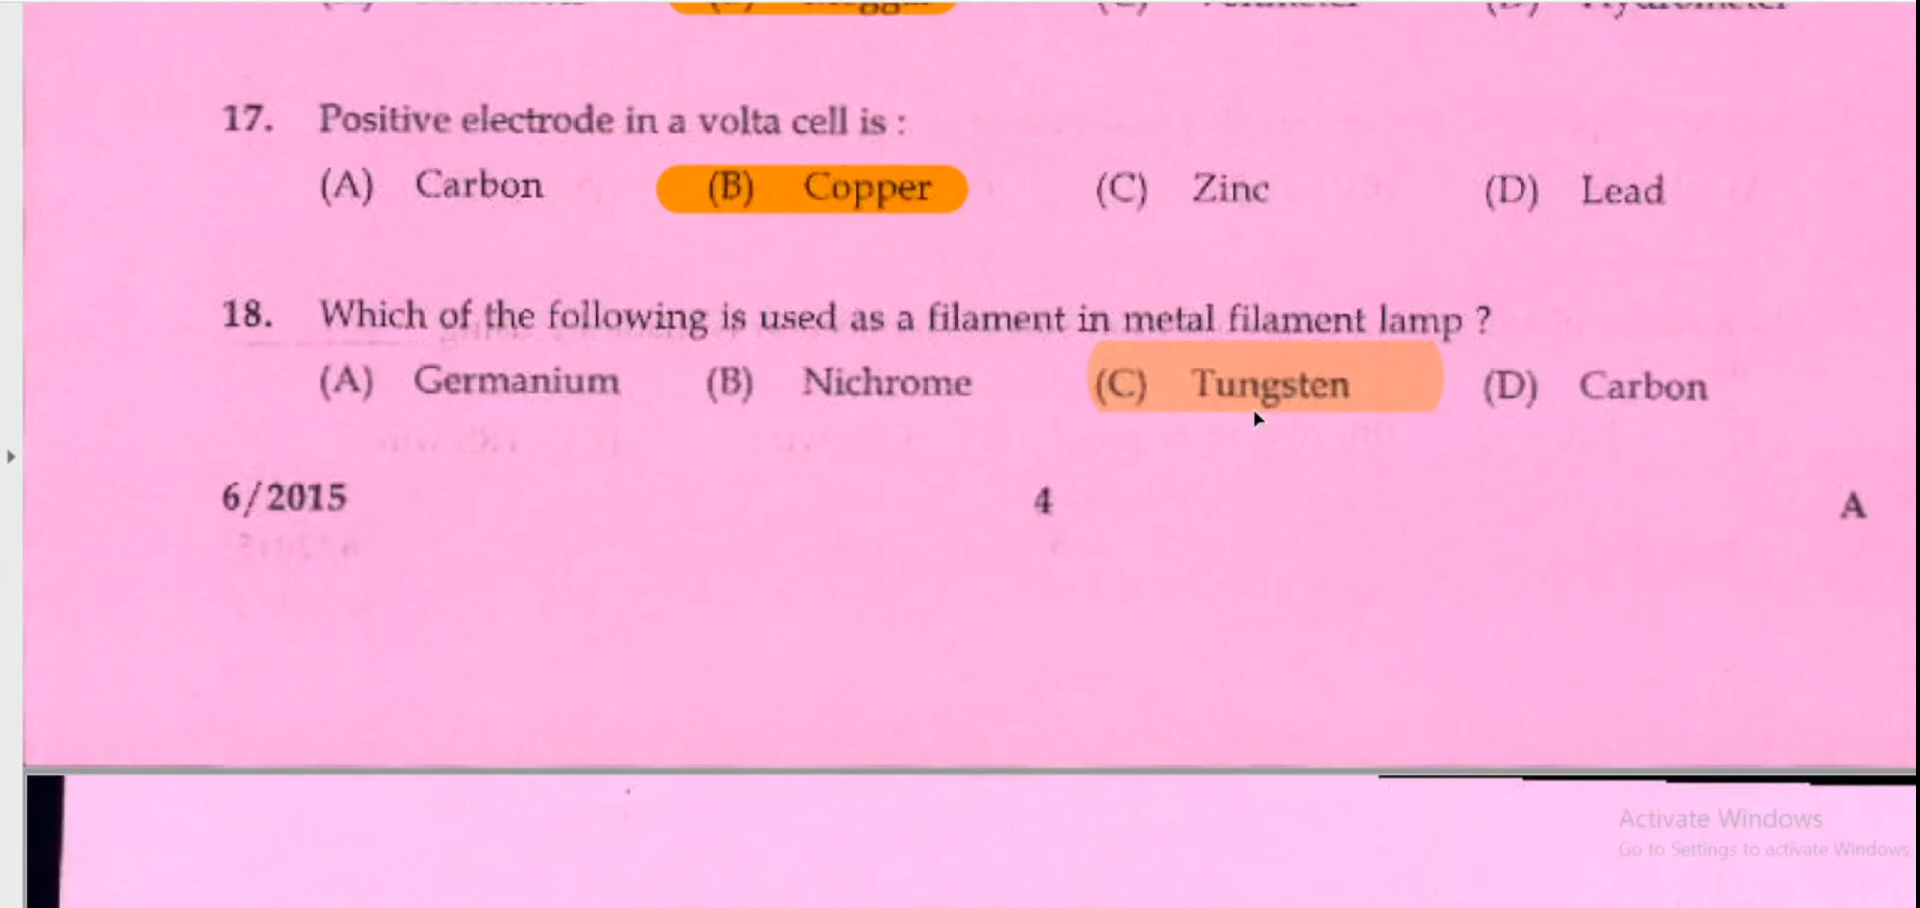 17. Positive electrode in a volta cell is :
(A) Carbon (B) Copper (C) Zinc (D) Lead
18. Which of the following is used as a filament in metal filament lamp ?
(A) Germanium (B) Nichrome (C) Tungsten (D) Carbon
6/2015 4 A
Activate Windows
Go to Settings to activate Windows